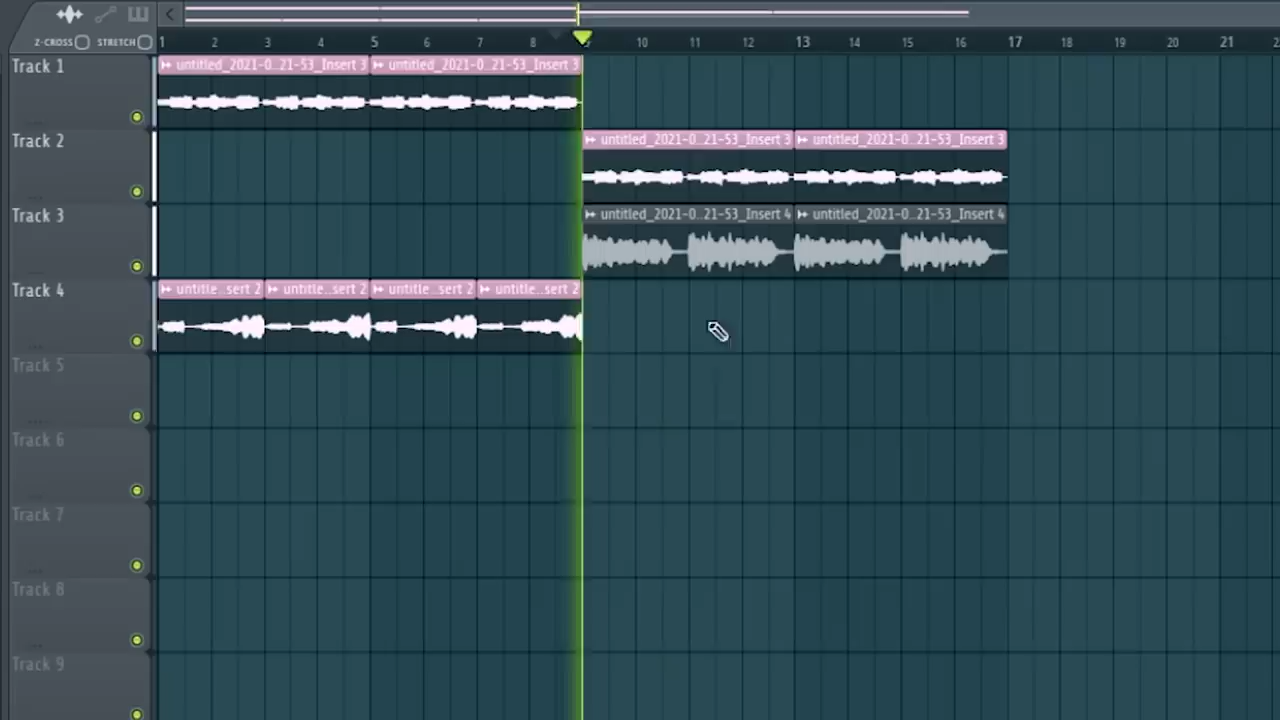 Z-CROSS STRETCH 1 2 3 4 5 6 7 8 9 10 11 12 13 14 15 16 17 18 19 20 21
Track 1 untitled_2021-0..21-53_Insert 3 untitled_2021-0..21-53_Insert 3
Track 2 untitled_2021-0..21-53_Insert 3 untitled_2021-0..21-53_Insert 3
Track 3 untitled_2021-0..21-53_Insert 4 untitled_2021-0..21-53_Insert 4
Track 4 untitle..sert 2 untitle..sert 2 untitle..sert 2 untitle..sert 2
Track 5
Track 6
Track 7
Track 8
Track 9